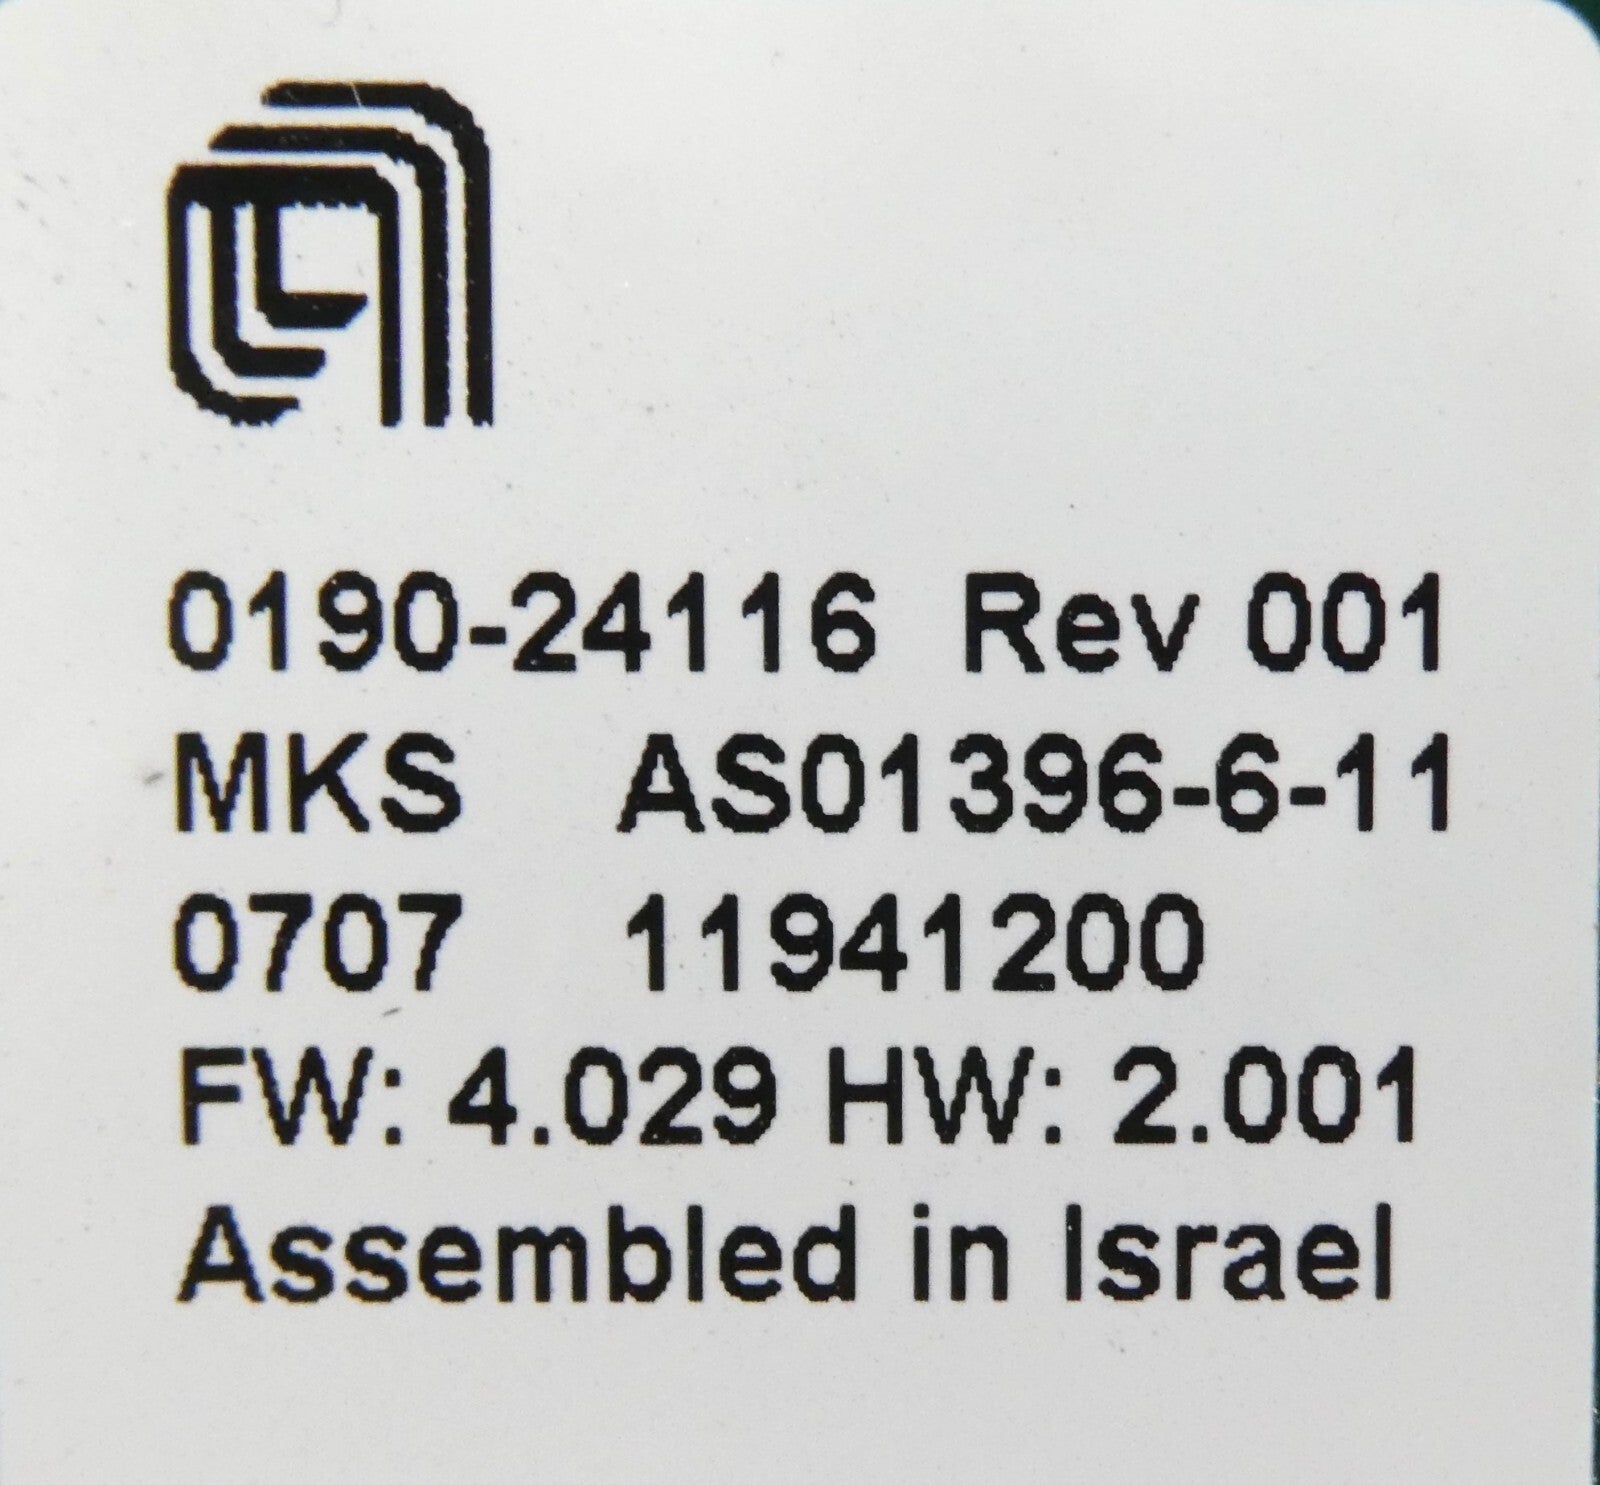 0190-24116 Rev 001
MKS AS01396-6-11
0707 11941200
FW: 4.029 HW: 2.001
Assembled in Israel